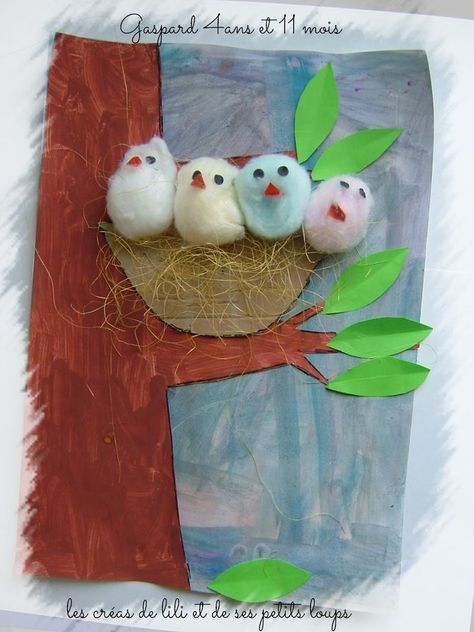 Gaspard 4ans et 11 mois
les créas de lili et de ses petits loups